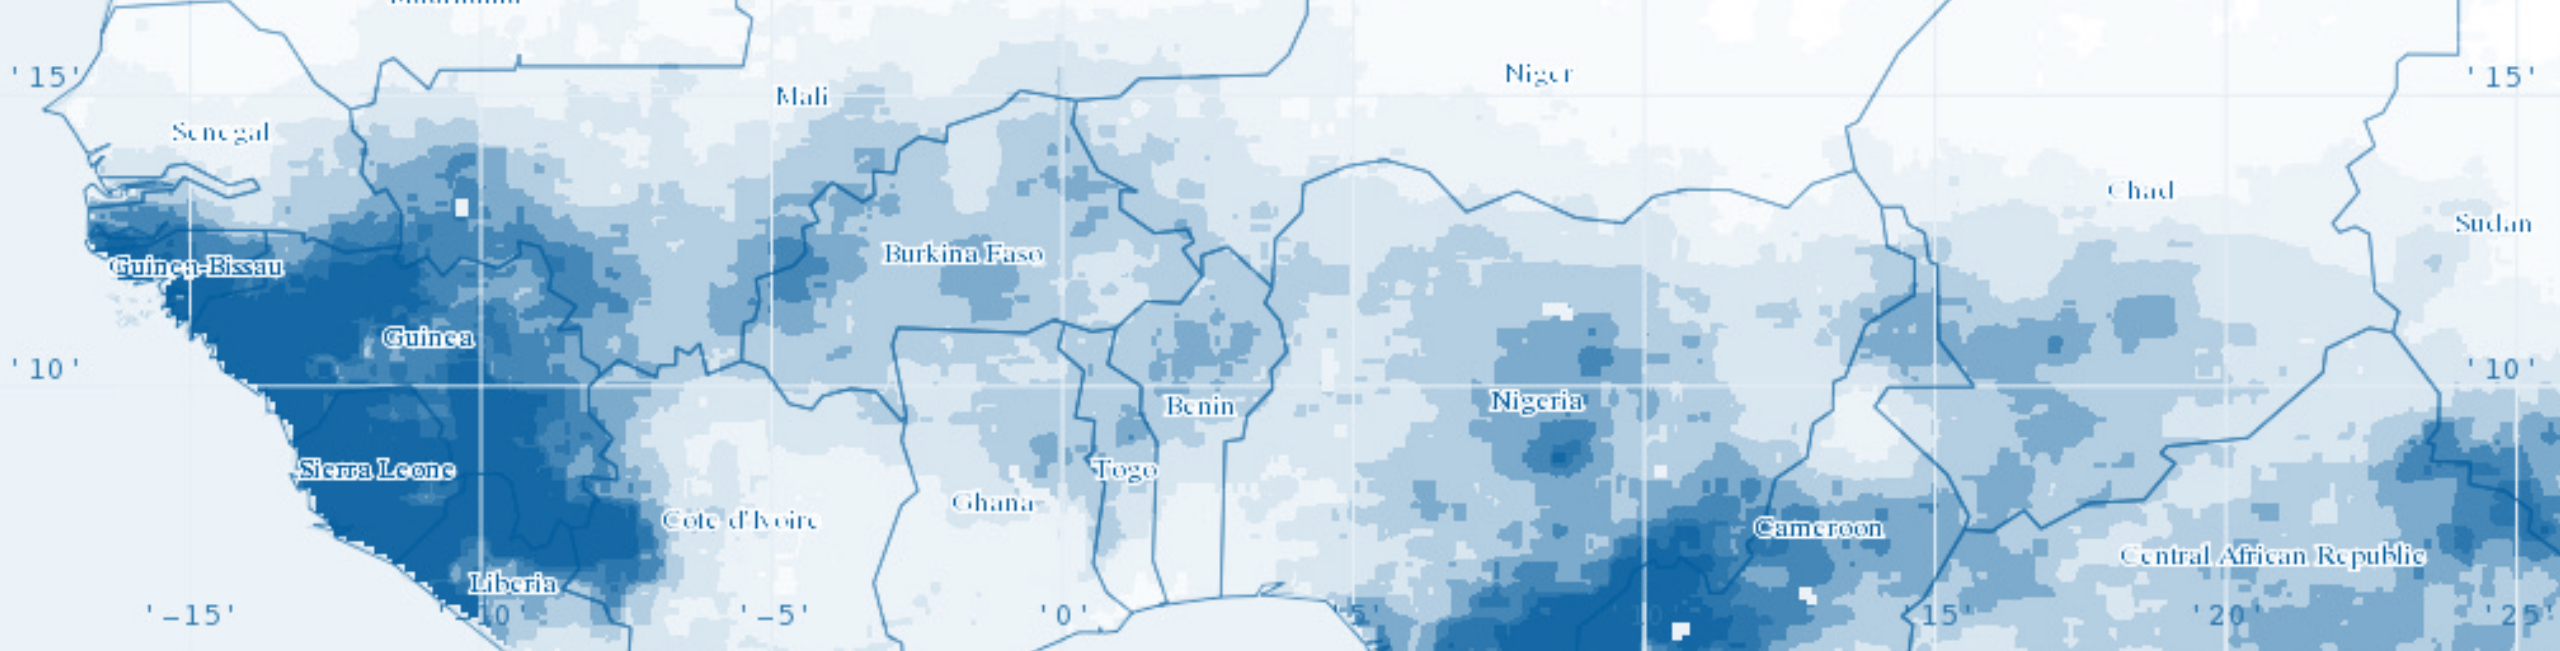 '15'
Mali
Niger
'15'
Senegal
Chad
Sudan
Burkina Faso
Guinea-Bissau
Guinea
'10'
'10'
Nigeria
Benin
Sierra Leone
Togo
Ghana
Cote d'Ivoire
Cameroon
Central African Republic
Liberia
'-15'
'-5'
'0'
15'
'20'
'25'